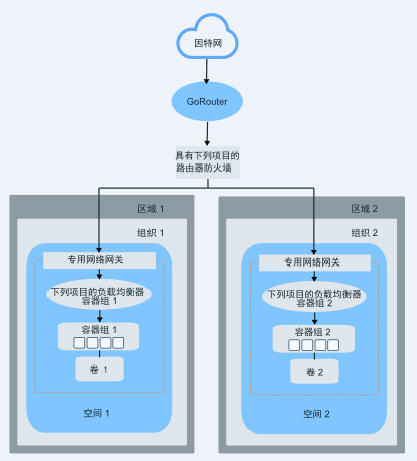 因特网
GoRouter
具有下列项目的
路由器防火墙
区域 1
组织 1
专用网络网关
下列项目的负载均衡器
容器组 1
容器组 1
卷 1
空间 1
区域 2
组织 2
专用网络网关
下列项目的负载均衡器
容器组 2
容器组 2
卷 2
空间 2